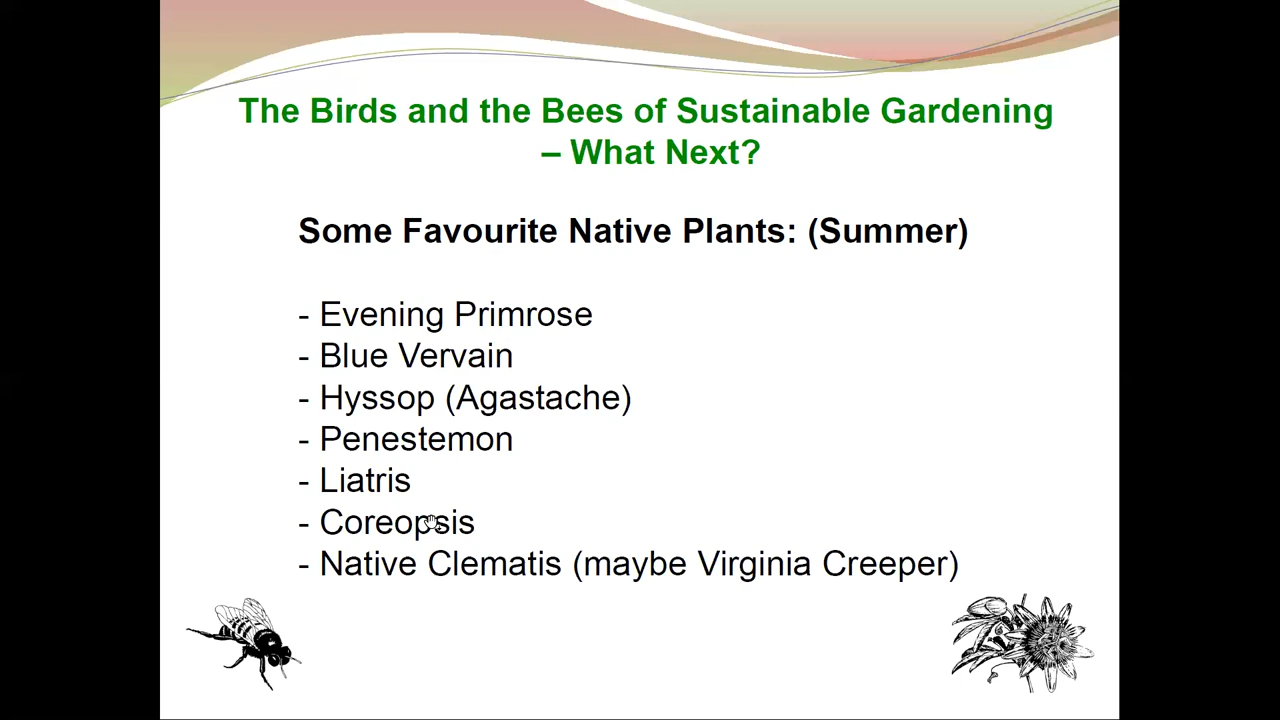 The Birds and the Bees of Sustainable Gardening
– What Next?
Some Favourite Native Plants: (Summer)
- Evening Primrose
- Blue Vervain
- Hyssop (Agastache)
- Penestemon
- Liatris
- Coreopsis
- Native Clematis (maybe Virginia Creeper)